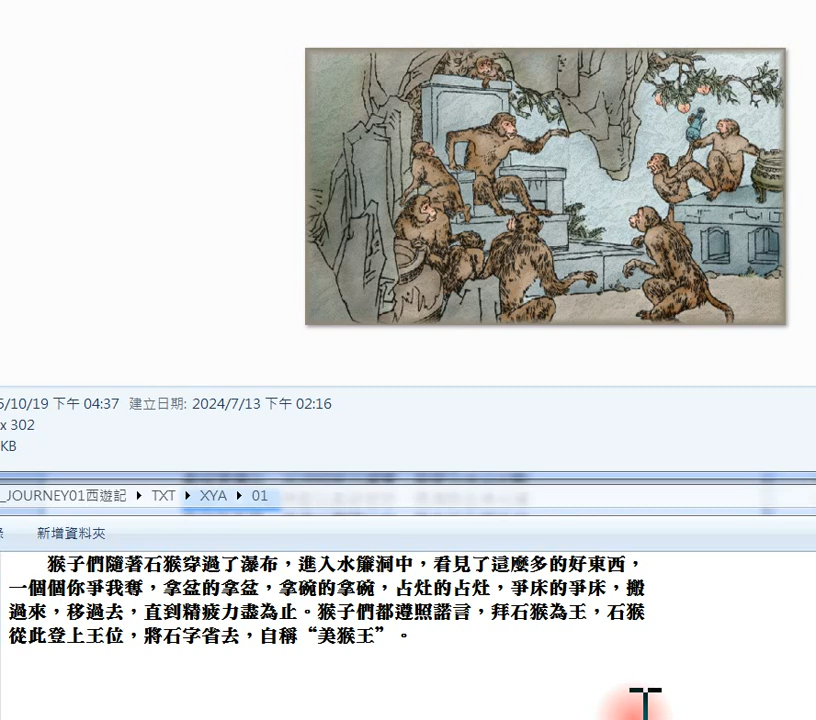 5/10/19 下午 04:37 建立日期: 2024/7/13 下午 02:16
x 302
KB
_JOURNEY01西遊記 ▶ TXT ▶ XYA ▶ 01
新增資料夾
猴子們隨著石猴穿過了瀑布，進入水簾洞中，看見了這麼多的好東西，
一個個你爭我奪，拿盆的拿盆，拿碗的拿碗，占灶的占灶，爭床的爭床，搬
過來，移過去，直到精疲力盡為止。猴子們都遵照諾言，拜石猴為王，石猴
從此登上王位，將石字省去，自稱“美猴王”。